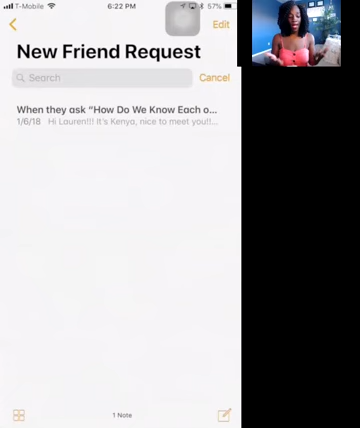 T-Mobile 6:22 PM 57%
Edit
New Friend Request
Search Cancel
When they ask “How Do We Know Each o...
1/6/18 Hi Lauren!!! It's Kenya, nice to meet you!!...
1 Note